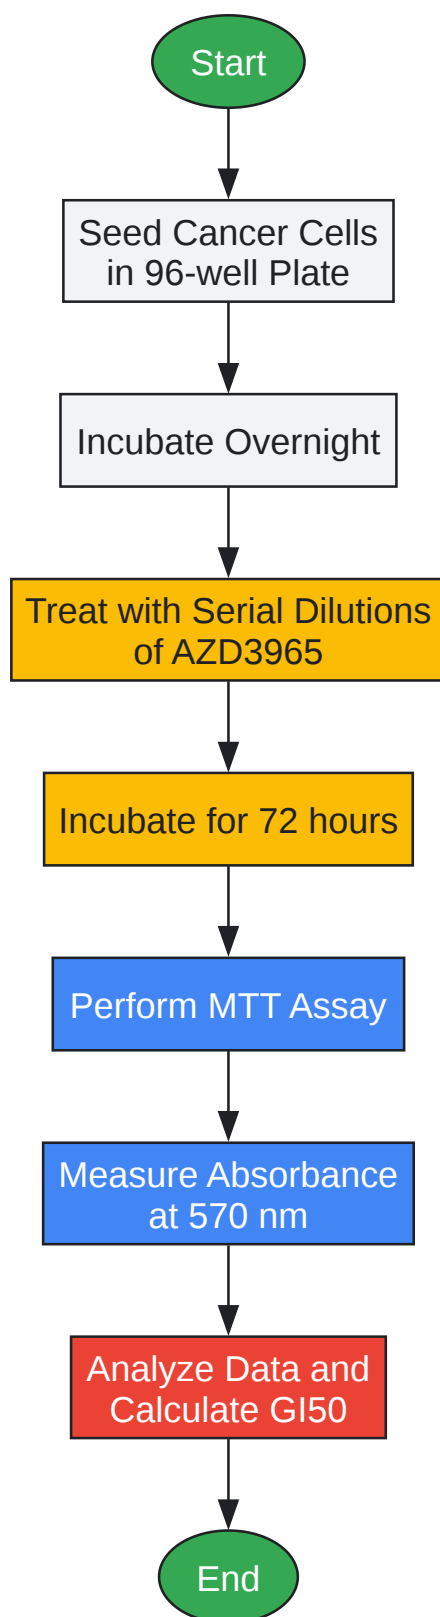 Start
Seed Cancer Cells
in 96-well Plate
Incubate Overnight
Treat with Serial Dilutions
of AZD3965
Incubate for 72 hours
Perform MTT Assay
Measure Absorbance
at 570 nm
Analyze Data and
Calculate GI50
End